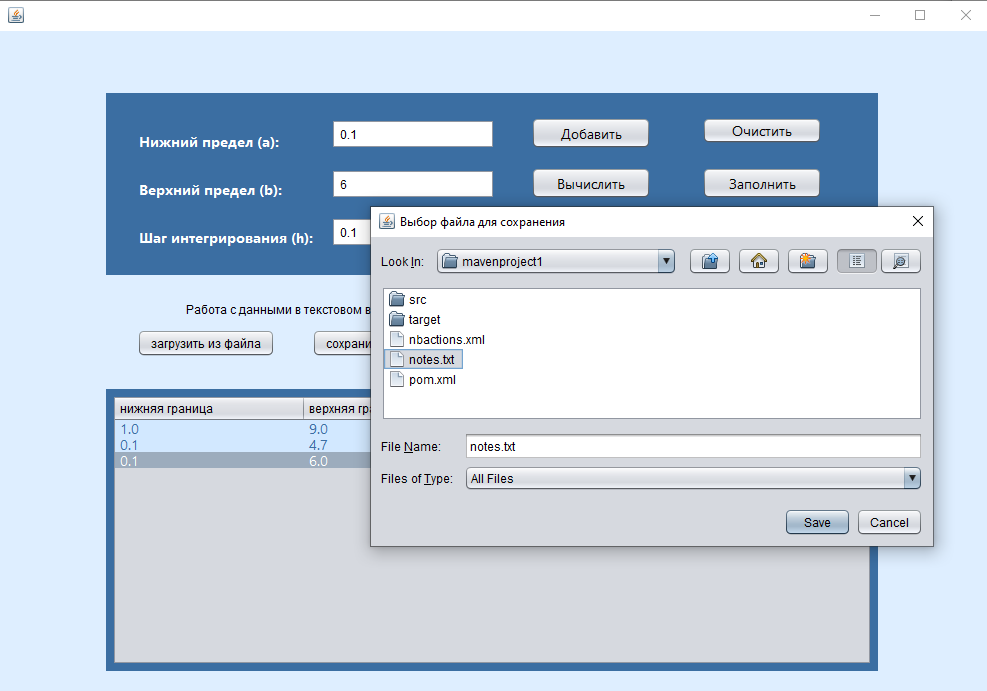 Нижний предел (a):
0.1
Добавить
Очистить
Верхний предел (b):
6
Вычислить
Заполнить
Шаг интегрирования (h):
0.1
Выбор файла для сохранения
Look In:
mavenproject1
src
target
nbactions.xml
notes.txt
pom.xml
File Name:
notes.txt
Files of Type:
All Files
Save
Cancel
Работа с данными в текстовом в
загрузить из файла
сохрани
нижняя граница
верхняя гра
1.0 9.0
0.1 4.7
0.1 6.0